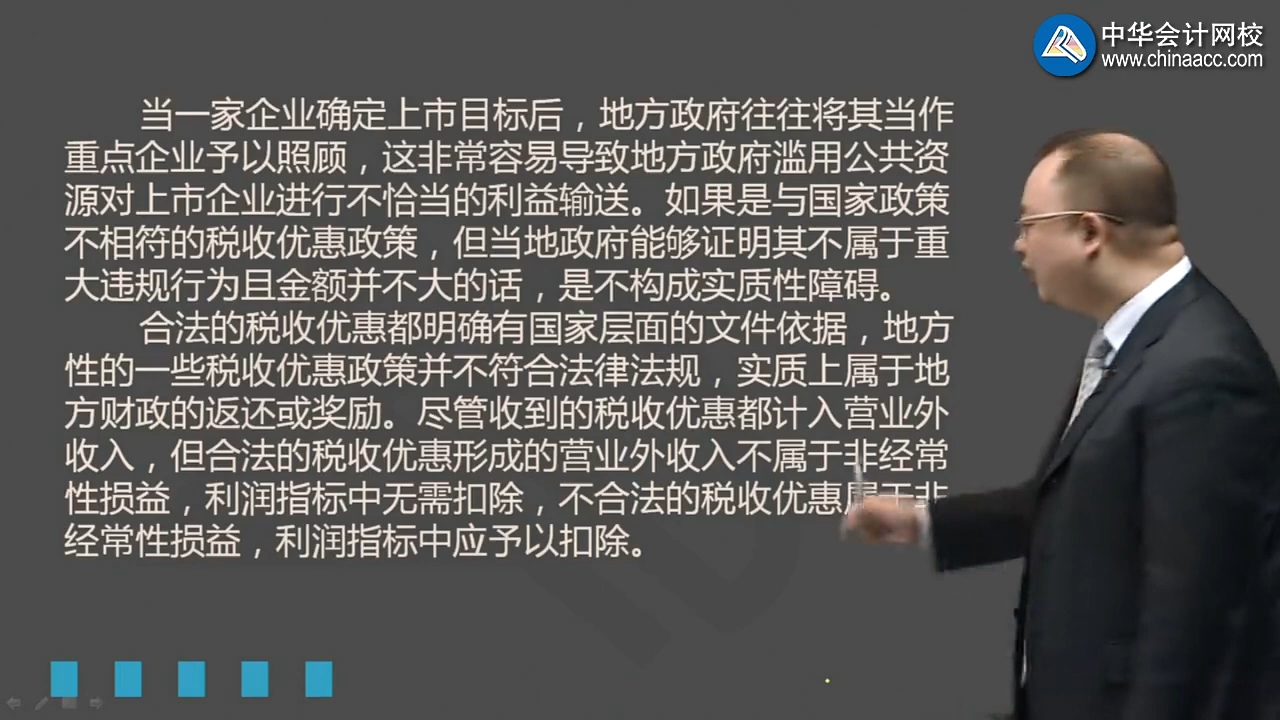 中华会计网校
www.chinaacc.com
当一家企业确定上市目标后，地方政府往往将其当作
重点企业予以照顾，这非常容易导致地方政府滥用公共资
源对上市企业进行不恰当的利益输送。如果是与国家政策
不相符的税收优惠政策，但当地政府能够证明其不属于重
大违规行为且金额并不大的话，是不构成实质性障碍。
合法的税收优惠都明确有国家层面的文件依据，地方
性的一些税收优惠政策并不符合法律法规，实质上属于地
方财政的返还或奖励。尽管收到的税收优惠都计入营业外
收入，但合法的税收优惠形成的营业外收入不属于非经常
性损益，利润指标中无需扣除，不合法的税收优惠属于非
经常性损益，利润指标中应予以扣除。